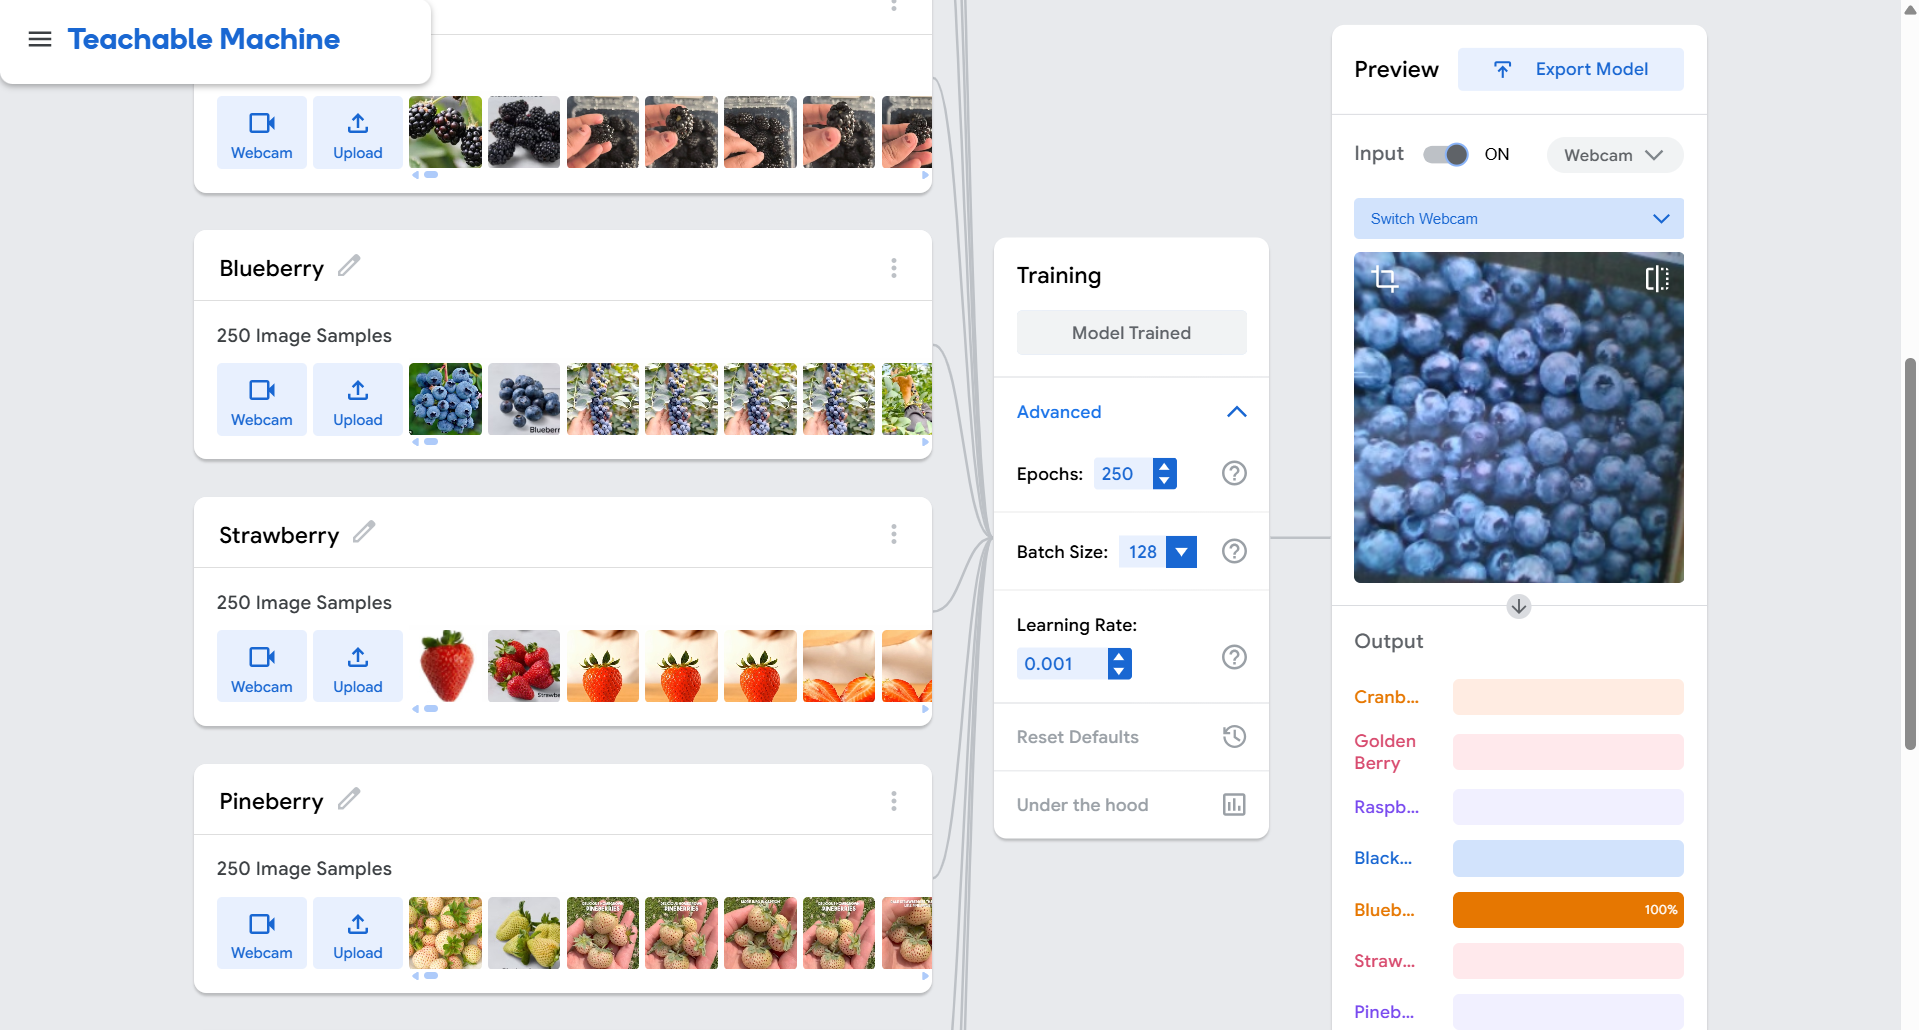 Teachable Machine
Webcam
Upload
Blueberry
250 Image Samples
Webcam
Upload
Strawberry
250 Image Samples
Webcam
Upload
Pineberry
250 Image Samples
Webcam
Upload
PINEBERRIES
PINEBERRIES
Training
Model Trained
Advanced
Epochs:
250
Batch Size:
128
Learning Rate:
0.001
Reset Defaults
Under the hood
Preview
Export Model
Input
ON
Webcam
Switch Webcam
Output
Cranb...
Golden
Berry
Raspb...
Black...
Blueb...
100%
Straw...
Pineb...